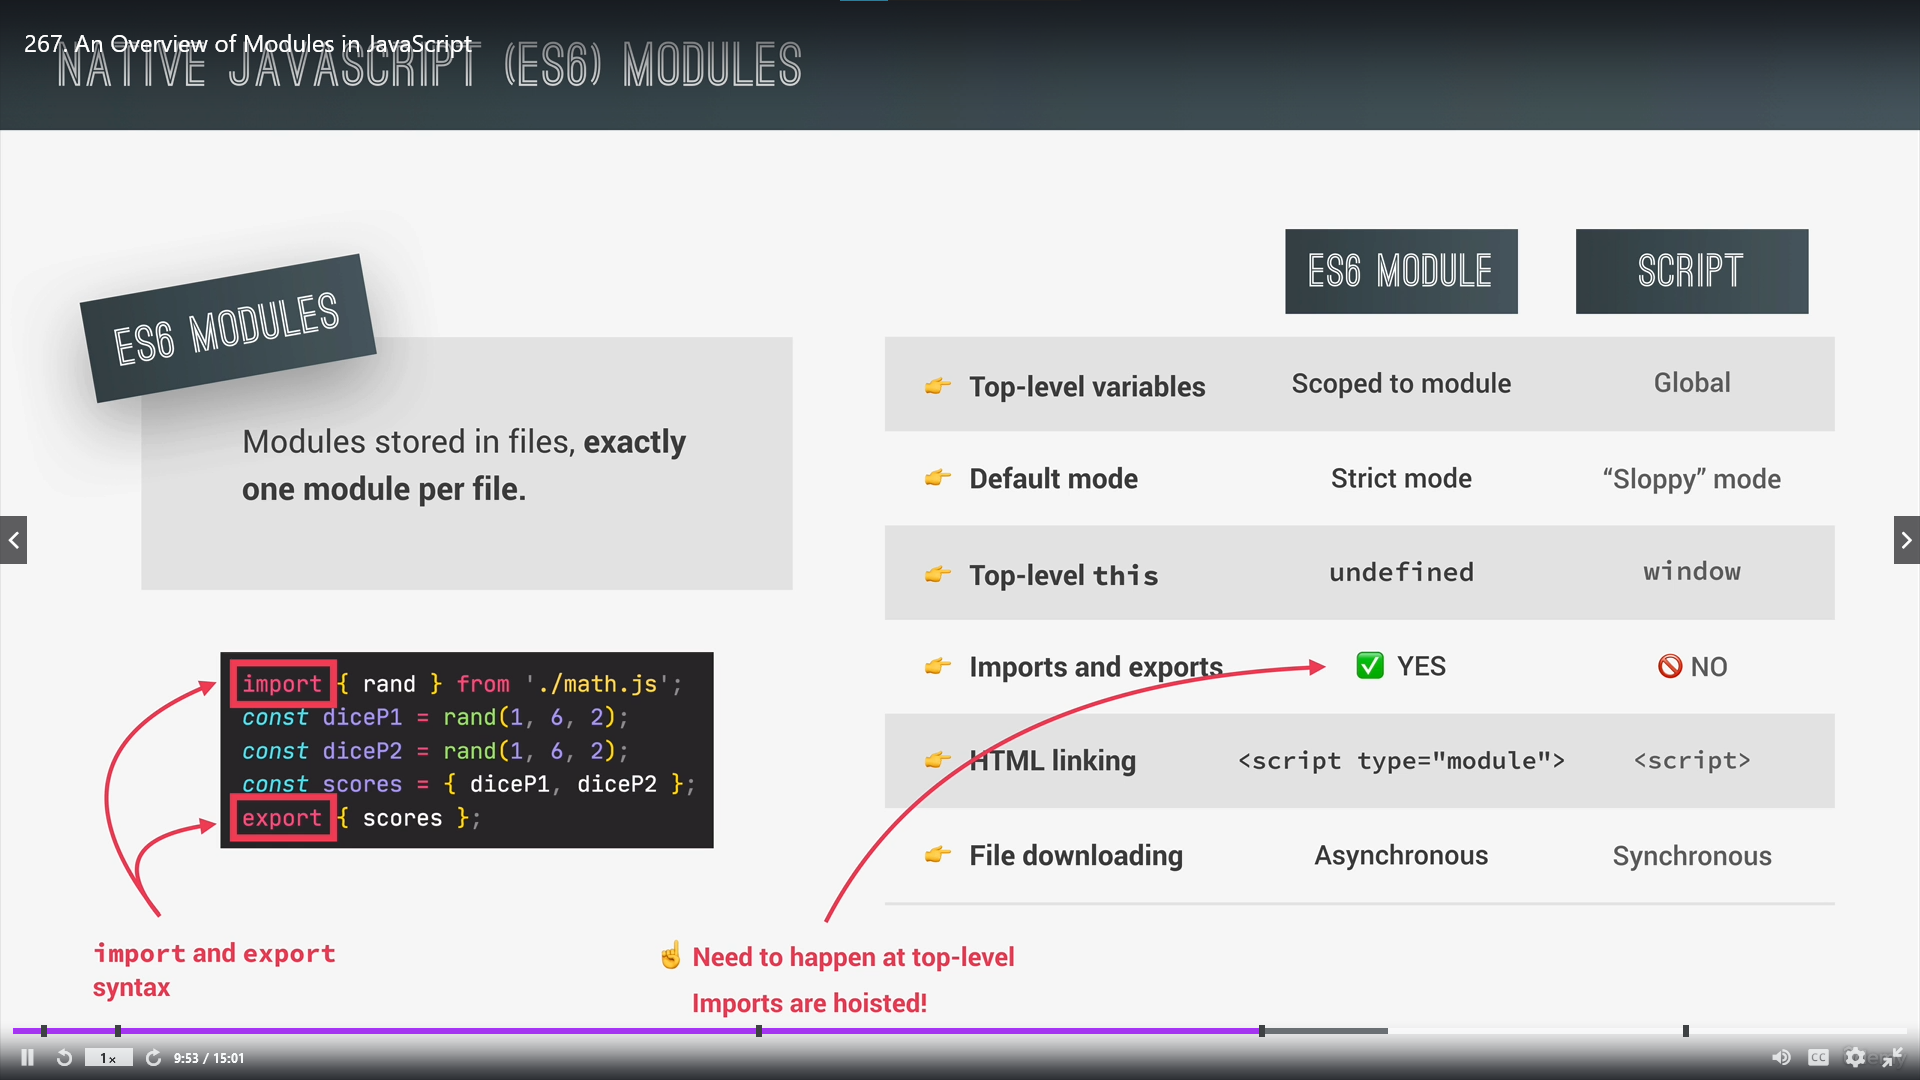 267. An Overview of Modules in JavaScript
NATIVE JAVASCRIPT (ES6) MODULES
ES6 MODULES
Modules stored in files, exactly
one module per file.
import { rand } from './math.js';
const diceP1 = rand(1, 6, 2);
const diceP2 = rand(1, 6, 2);
const scores = { diceP1, diceP2 };
export { scores };
import and export
syntax
ES6 MODULE SCRIPT
Top-level variables Scoped to module Global
Default mode Strict mode “Sloppy” mode
Top-level this undefined window
Imports and exports YES NO
HTML linking <script type="module"> <script>
File downloading Asynchronous Synchronous
Need to happen at top-level
Imports are hoisted!
1x 9:53 / 15:01 CC